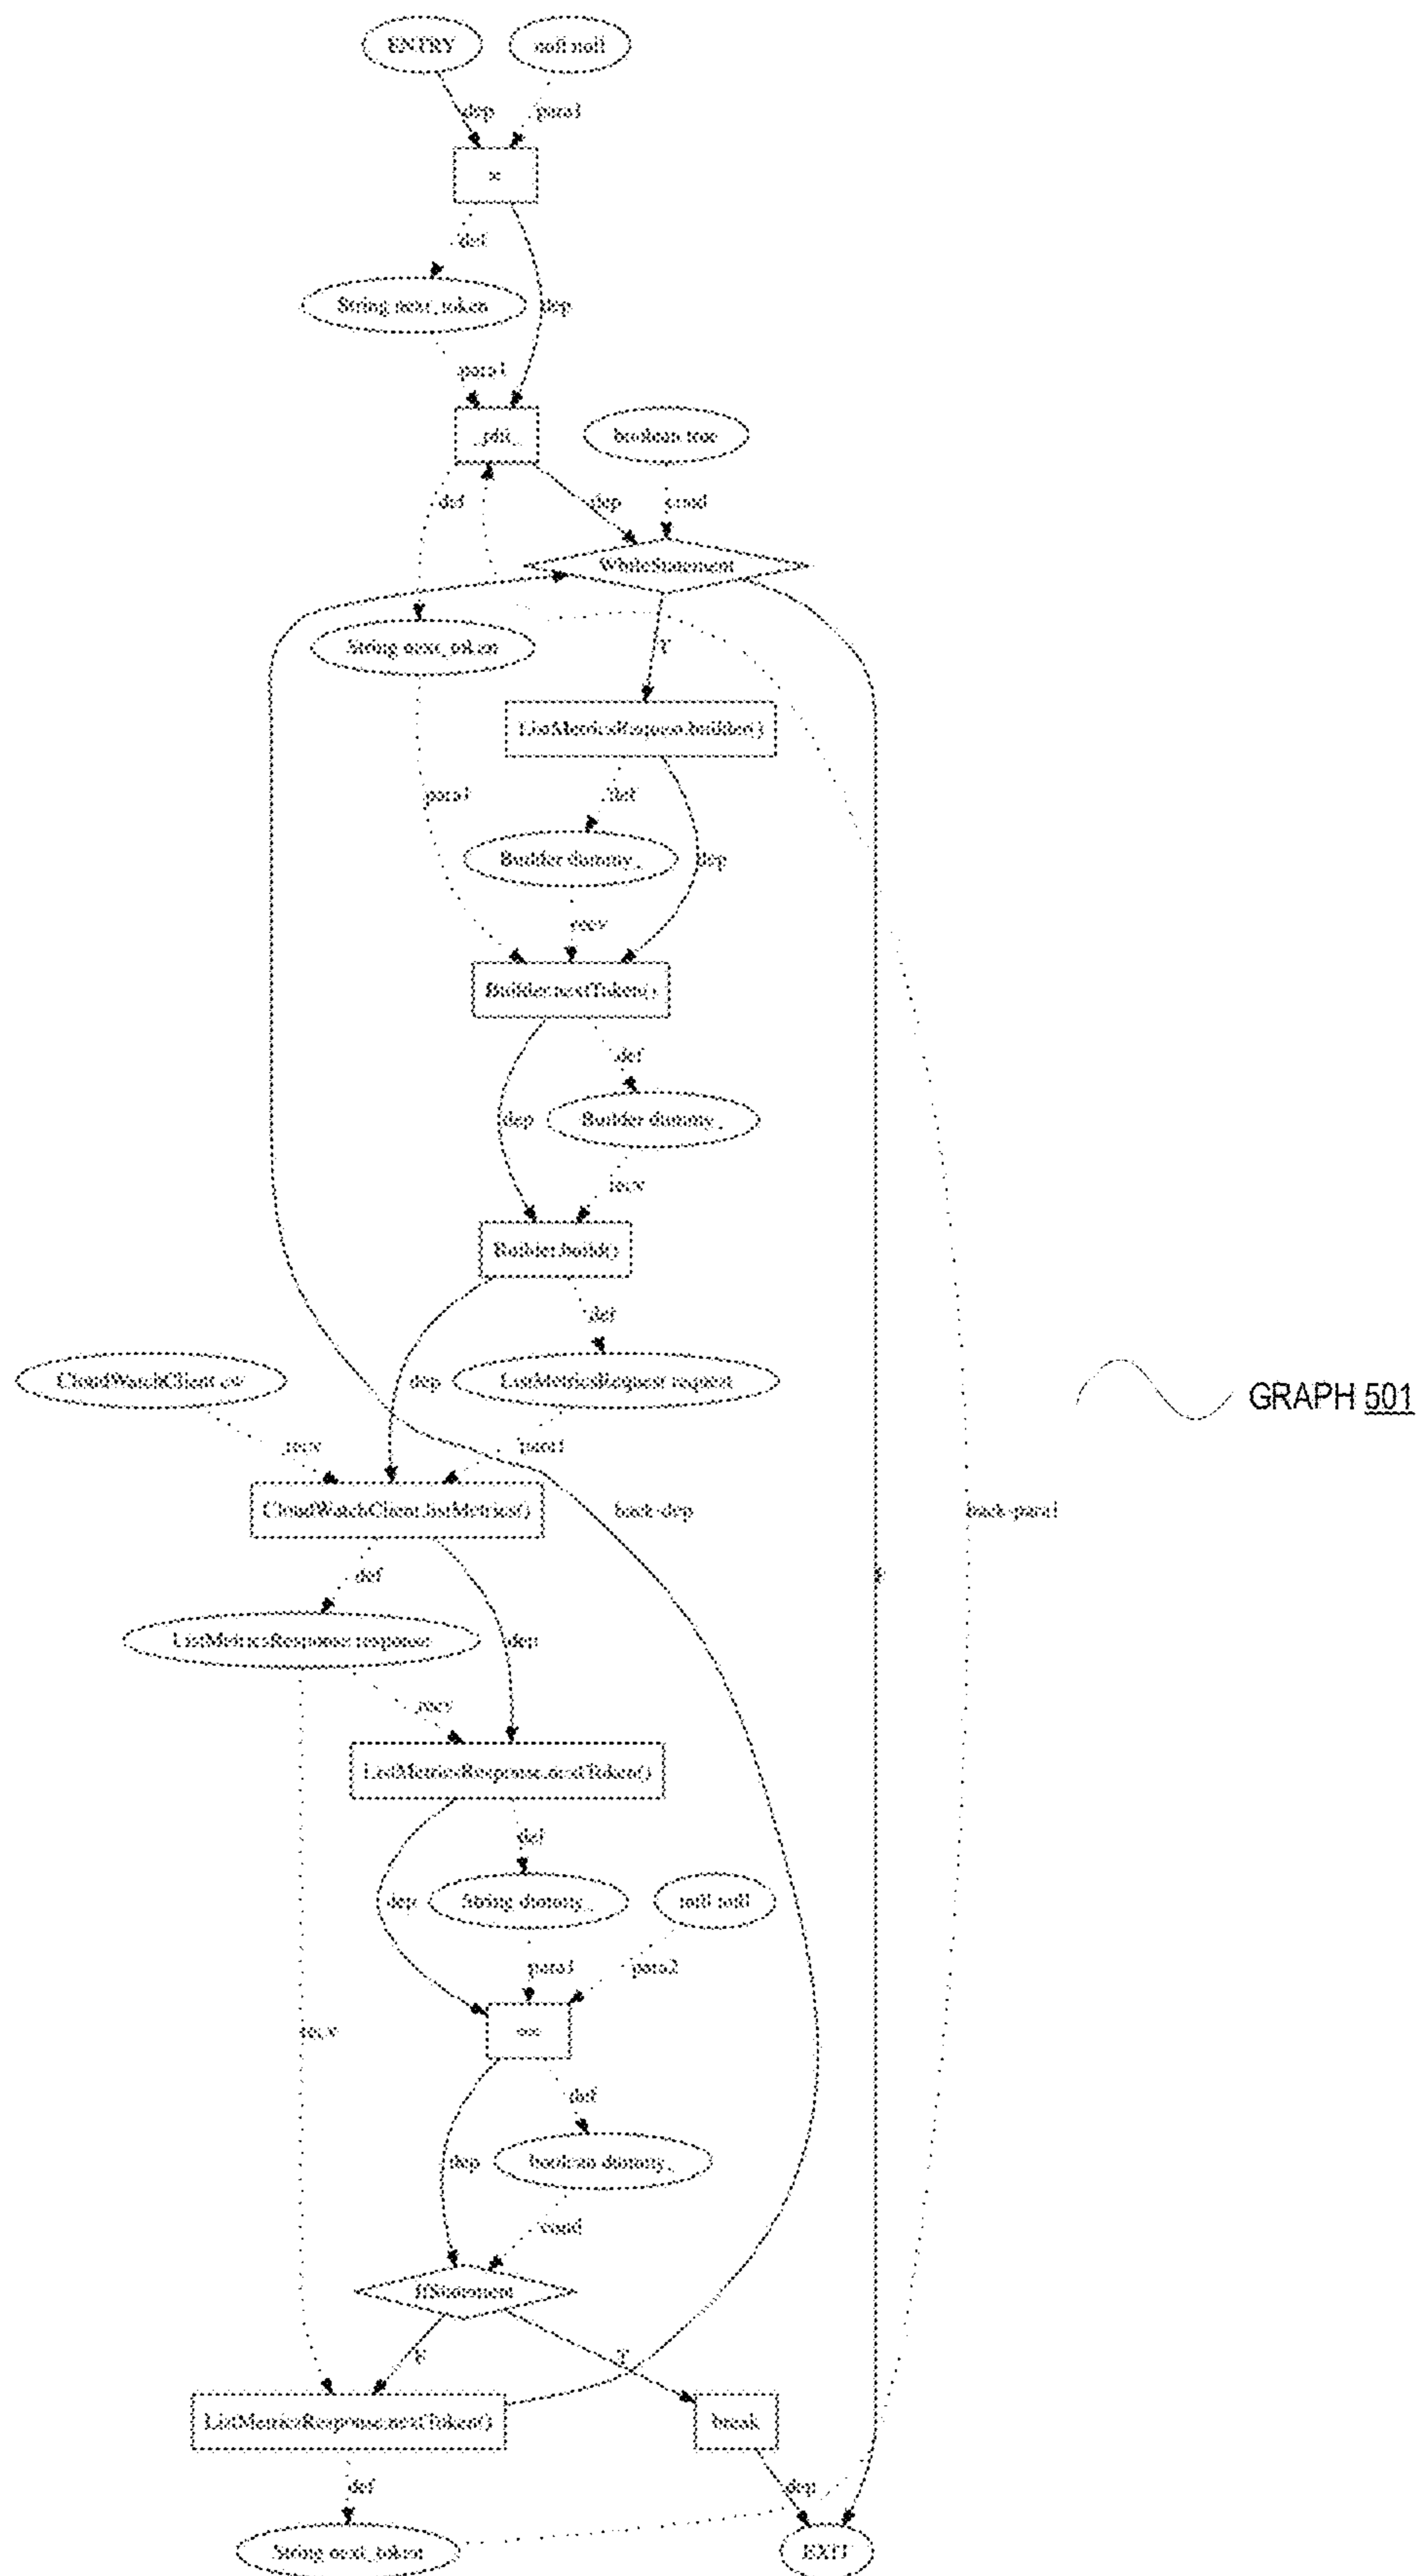 ENTRY
null null
dep
para1
=
def
String next_token
dep
para1
_phi_
boolean true
def
dep
cond
WhileStatement
String next_token
T
ListMetricsRequest.builder()
para1
def
Builder dummy_
dep
recv
Builder.nextToken()
def
dep
Builder dummy_
recv
Builder.build()
def
CloudWatchClient cw
dep
ListMetricsRequest request
GRAPH 501
recv
para1
CloudWatchClient.listMetrics()
back-dep
back-para1
def
ListMetricsResponse response
dep
recv
ListMetricsResponse.nextToken()
def
dep
String dummy_
null null
para1
para2
==
recv
def
dep
boolean dummy_
cond
IfStatement
F
T
ListMetricsResponse.nextToken()
break
def
dep
String next_token
EXIT